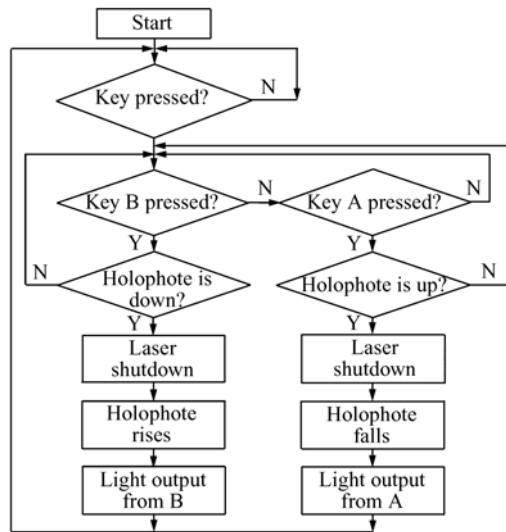 Start
Key pressed?
N
Key B pressed?
N
Key A pressed?
N
Y
Y
N
Holophote is
down?
Holophote is up?
N
Y
Y
Laser
shutdown
Laser
shutdown
Holophote
rises
Holophote
falls
Light output
from B
Light output
from A